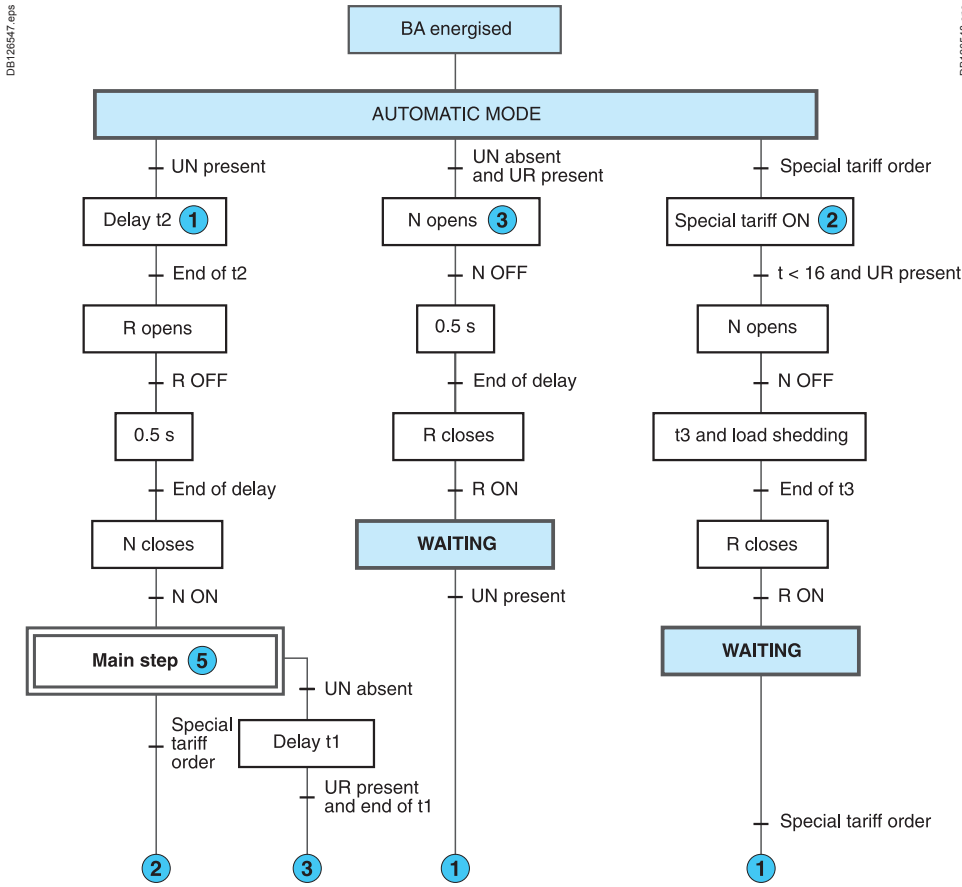 DB126547.eps
BA energised
AUTOMATIC MODE
UN present
Delay t2 1
End of t2
R opens
R OFF
0.5 s
End of delay
N closes
N ON
Main step 5
Special
tariff
order
2
UN absent
Delay t1
UR present
and end of t1
3
UN absent
and UR present
N opens 3
N OFF
0.5 s
End of delay
R closes
R ON
WAITING
UN present
1
Special tariff order
Special tariff ON 2
t < 16 and UR present
N opens
N OFF
t3 and load shedding
End of t3
R closes
R ON
WAITING
Special tariff order
1